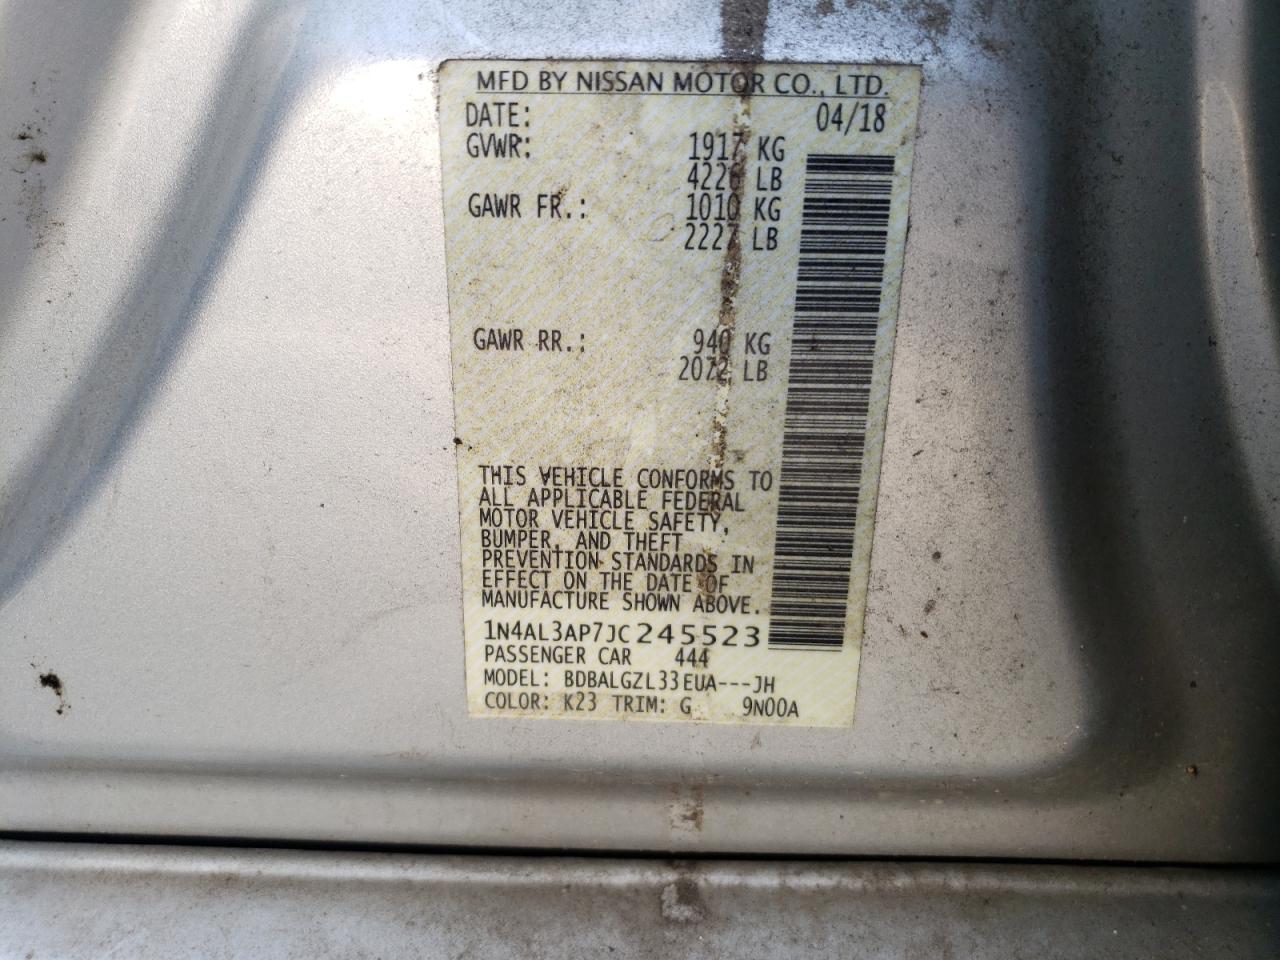 MFD BY NISSAN MOTOR CO., LTD.
DATE: 04/18
GVWR: 1917 KG
4226 LB
GAWR FR.: 1010 KG
2227 LB
GAWR RR.: 940 KG
2072 LB
THIS VEHICLE CONFORMS TO
ALL APPLICABLE FEDERAL
MOTOR VEHICLE SAFETY,
BUMPER, AND THEFT
PREVENTION STANDARDS IN
EFFECT ON THE DATE OF
MANUFACTURE SHOWN ABOVE.
1N4AL3AP7JC245523
PASSENGER CAR 444
MODEL: BDBALGZL33EUA---JH
COLOR: K23 TRIM: G 9N00A